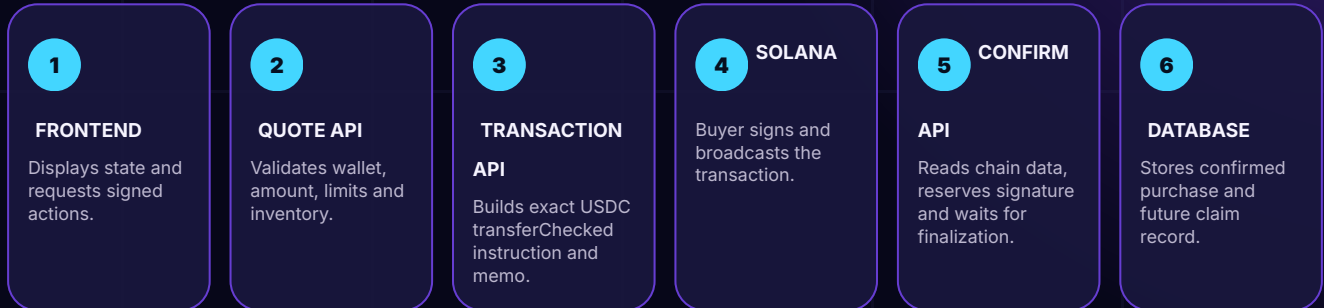 1
FRONTEND
Displays state and
requests signed
actions.
2
QUOTE API
Validates wallet,
amount, limits and
inventory.
3
TRANSACTION
API
Builds exact USDC
transferChecked
instruction and
memo.
4 SOLANA
Buyer signs and
broadcasts the
transaction.
5 CONFIRM
API
Reads chain data,
reserves signature
and waits for
finalization.
6
DATABASE
Stores confirmed
purchase and
future claim
record.